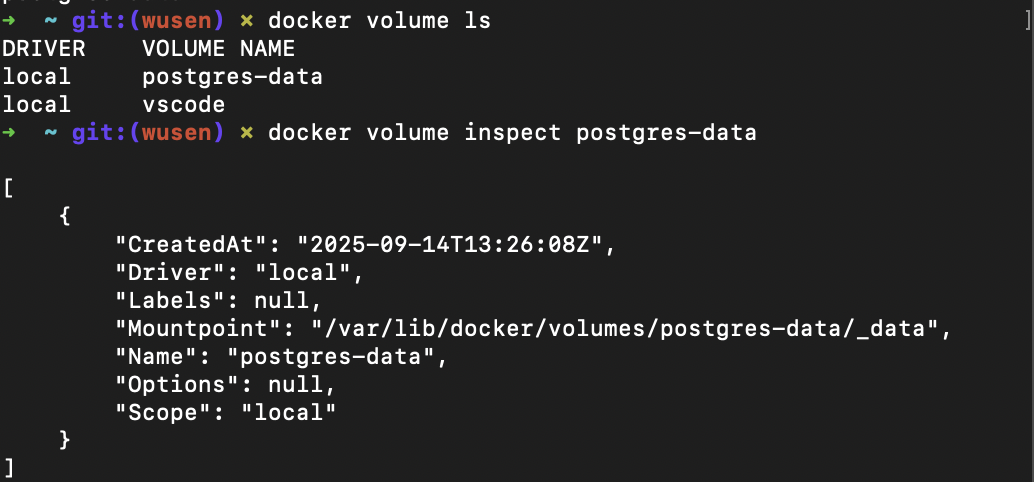 ➜  ~ git:(wusen) ✗ docker volume ls
DRIVER    VOLUME NAME
local     postgres-data
local     vscode
➜  ~ git:(wusen) ✗ docker volume inspect postgres-data
[
    {
        "CreatedAt": "2025-09-14T13:26:08Z",
        "Driver": "local",
        "Labels": null,
        "Mountpoint": "/var/lib/docker/volumes/postgres-data/_data",
        "Name": "postgres-data",
        "Options": null,
        "Scope": "local"
    }
]